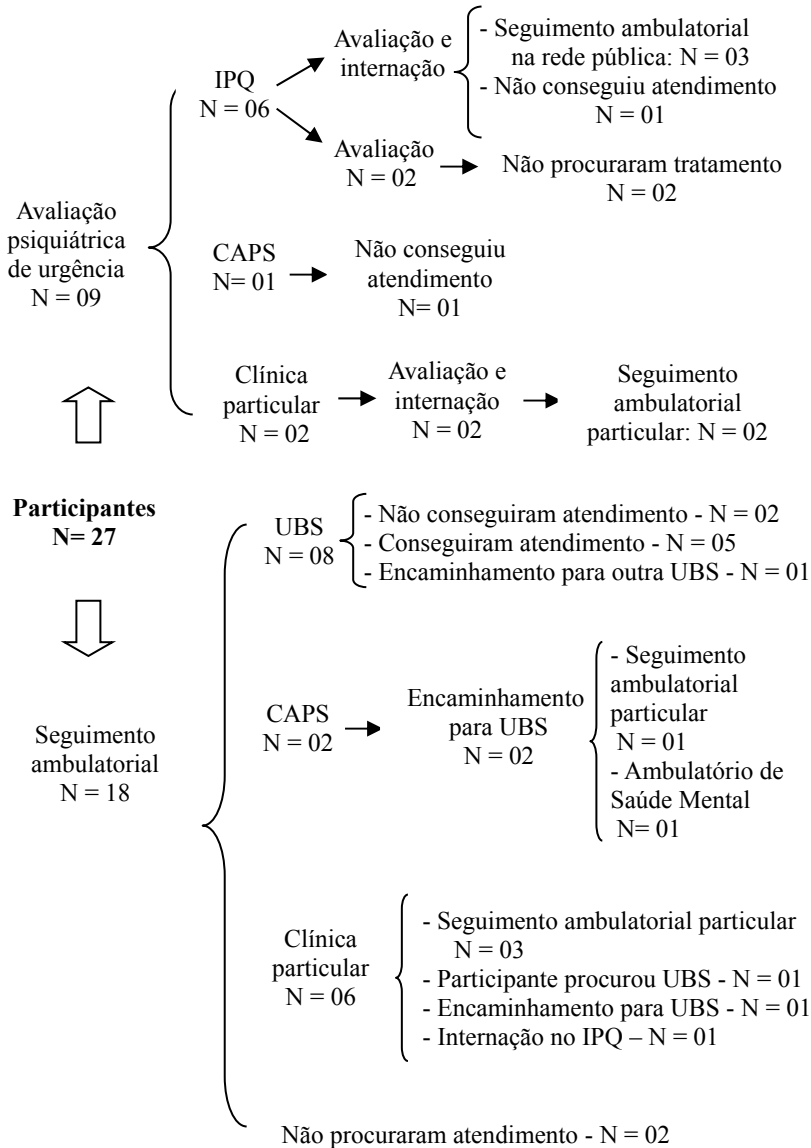 Avaliação
psiquiátrica
de urgência
N = 09
IPQ
N = 06
Avaliação e
internação
- Seguimento ambulatorial
na rede pública: N = 03
- Não conseguiu atendimento
N = 01
Avaliação
N = 02
Não procuraram tratamento
N = 02
CAPS
N= 01
Não conseguiu
atendimento
N= 01
Clínica
particular
N = 02
Avaliação e
internação
N = 02
Seguimento
ambulatorial
particular: N = 02
Participantes
N= 27
Seguimento
ambulatorial
N = 18
UBS
N = 08
- Não conseguiram atendimento - N = 02
- Conseguiram atendimento - N = 05
- Encaminhamento para outra UBS - N = 01
CAPS
N = 02
Encaminhamento
para UBS
N = 02
- Seguimento
ambulatorial
particular
N = 01
- Ambulatório de
Saúde Mental
N= 01
Clínica
particular
N = 06
- Seguimento ambulatorial particular
N = 03
- Participante procurou UBS - N = 01
- Encaminhamento para UBS - N = 01
- Internação no IPQ – N = 01
Não procuraram atendimento - N = 02